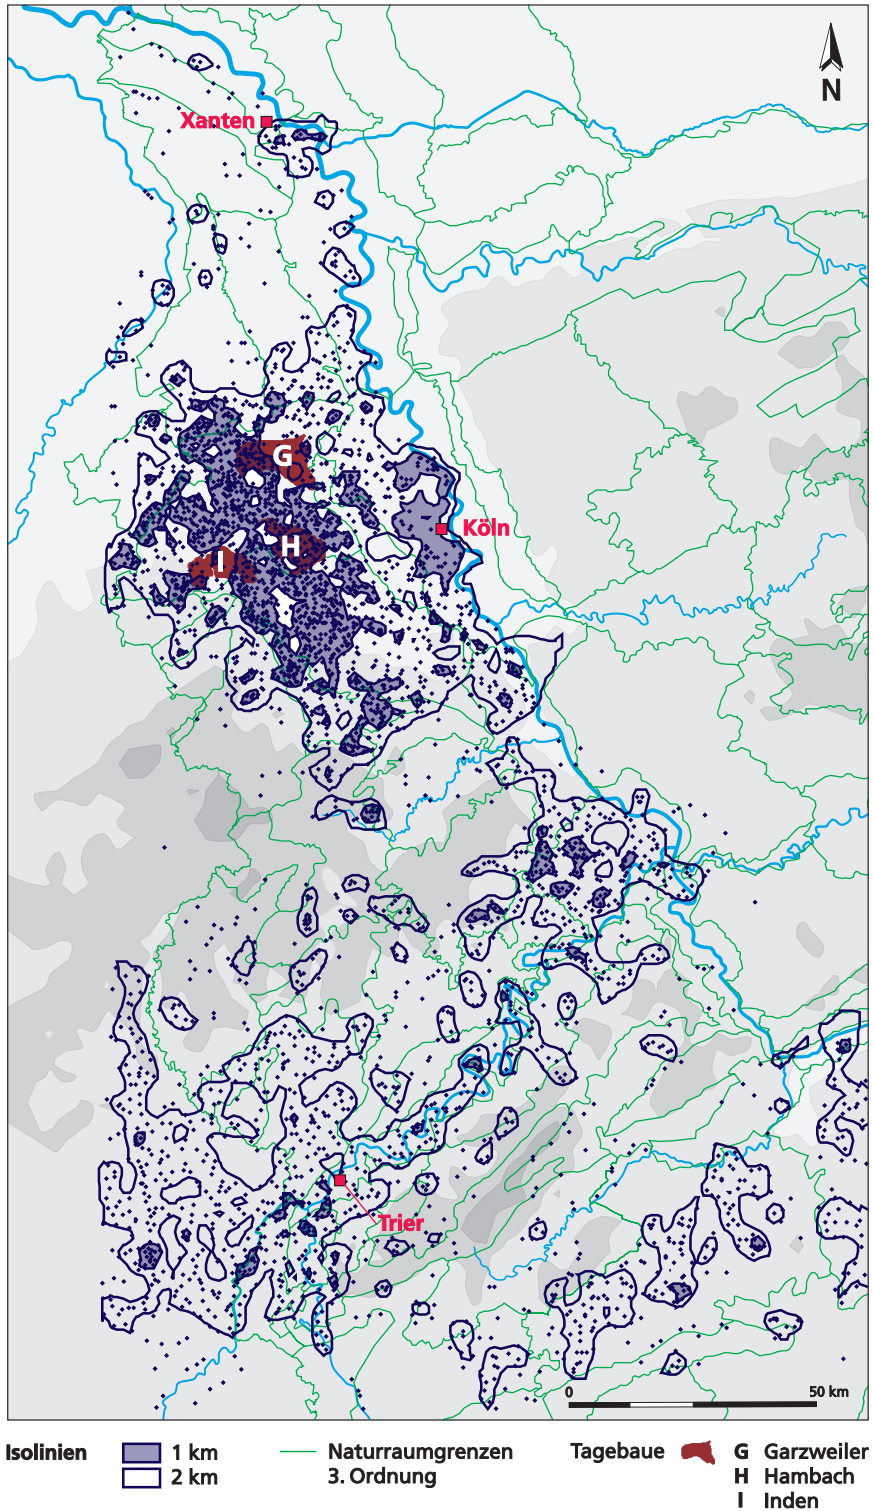 N
Xanten
G
Köln
H
I
Trier
0 50 km
Isolinien 1 km Naturraumgrenzen Tagebaue G Garzweiler
2 km 3. Ordnung H Hambach
I Inden